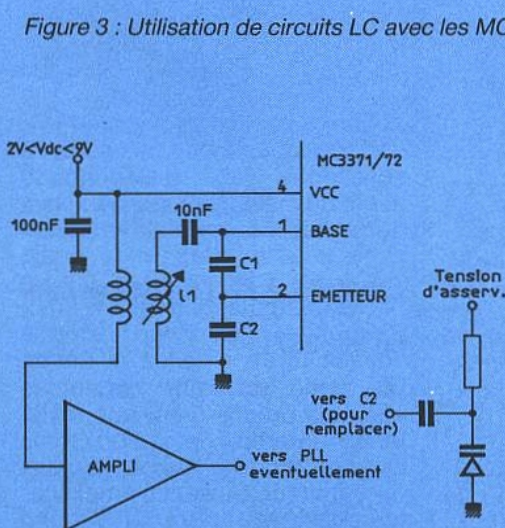 Figure 3 : Utilisation de circuits LC avec les MC
2V<Vdc<9V
MC3371/72
4 VCC
100nF
10nF
1 BASE
C1
l1
2 EMETTEUR
C2
Tension
d'asserv.
vers C2
(pour
remplacer)
AMPLI
vers PLL
eventuellement